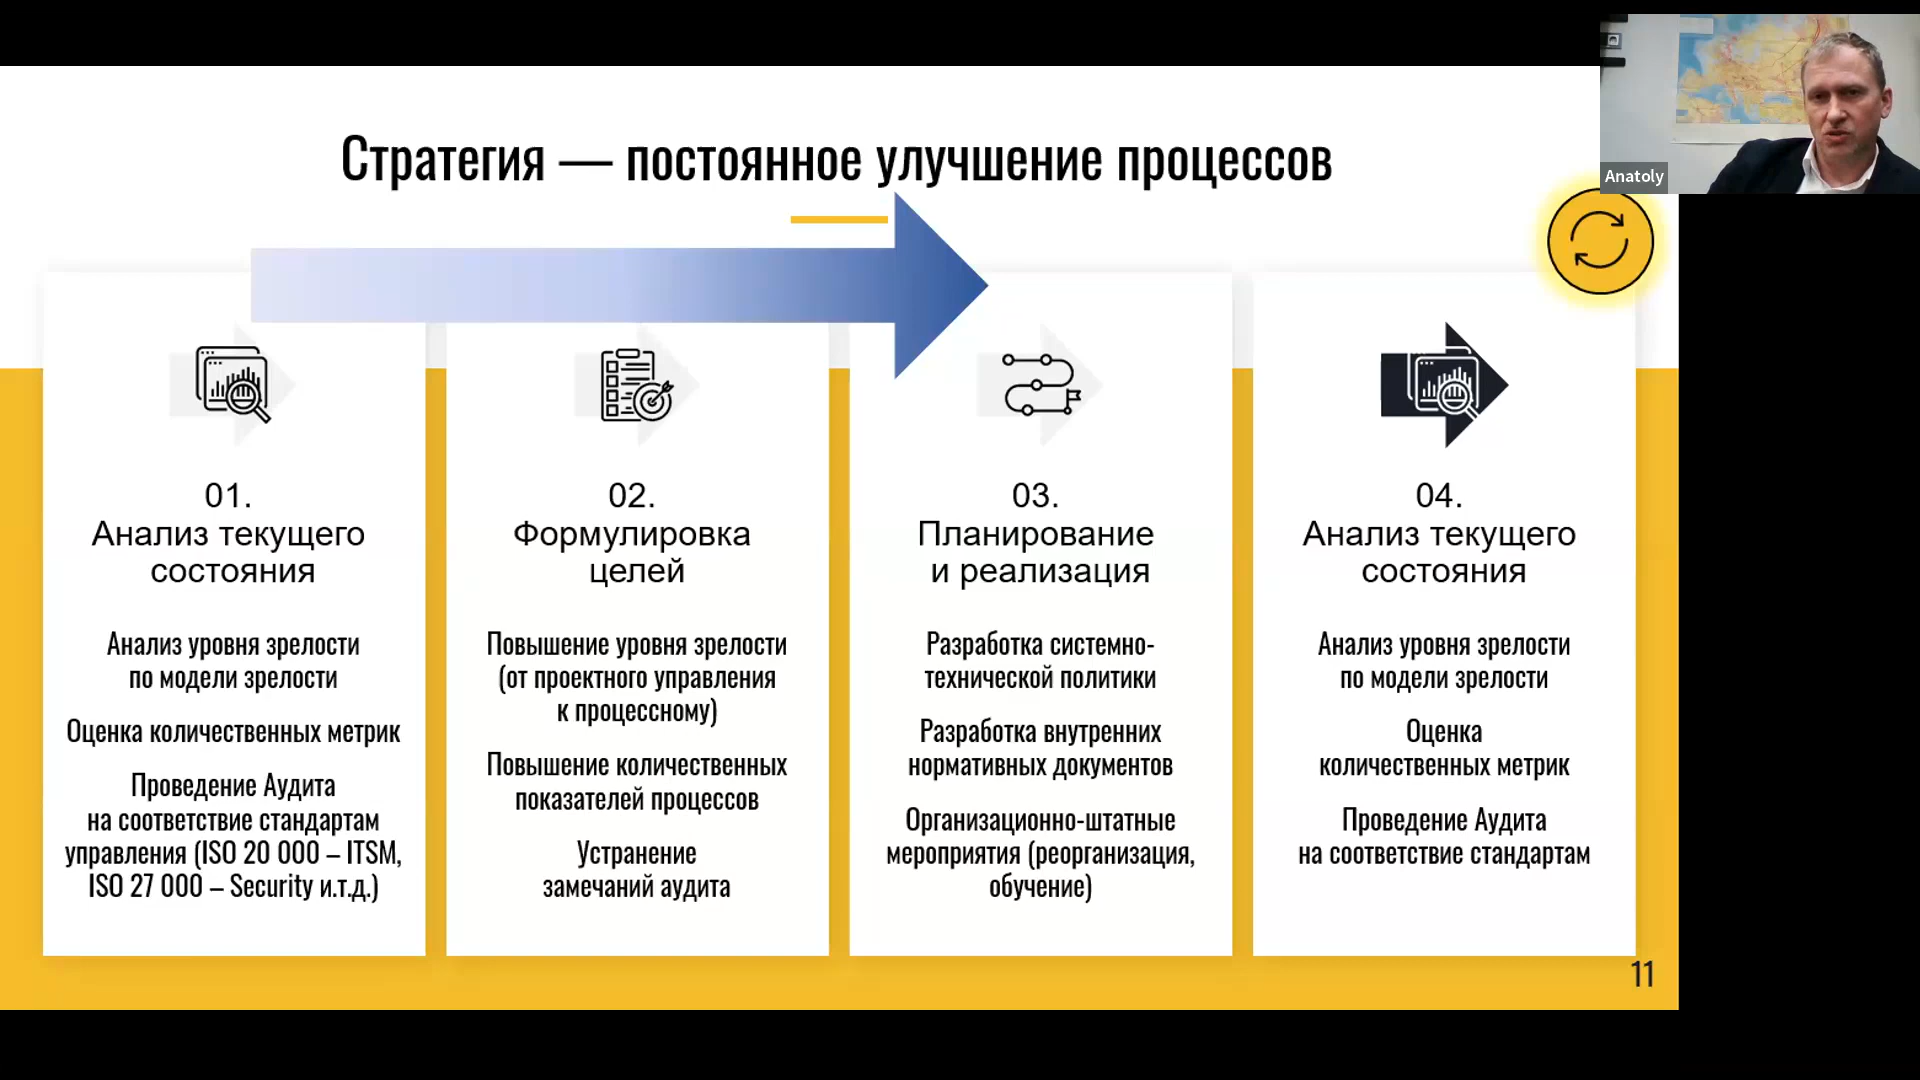 Anatoly
Стратегия — постоянное улучшение процессов
01.
Анализ текущего
состояния
Анализ уровня зрелости
по модели зрелости
Оценка количественных метрик
Проведение Аудита
на соответствие стандартам
управления (ISO 20 000 – ITSM,
ISO 27 000 – Security и.т.д.)
02.
Формулировка
целей
Повышение уровня зрелости
(от проектного управления
к процессному)
Повышение количественных
показателей процессов
Устранение
замечаний аудита
03.
Планирование
и реализация
Разработка системно-
технической политики
Разработка внутренних
нормативных документов
Организационно-штатные
мероприятия (реорганизация,
обучение)
04.
Анализ текущего
состояния
Анализ уровня зрелости
по модели зрелости
Оценка
количественных метрик
Проведение Аудита
на соответствие стандартам
11